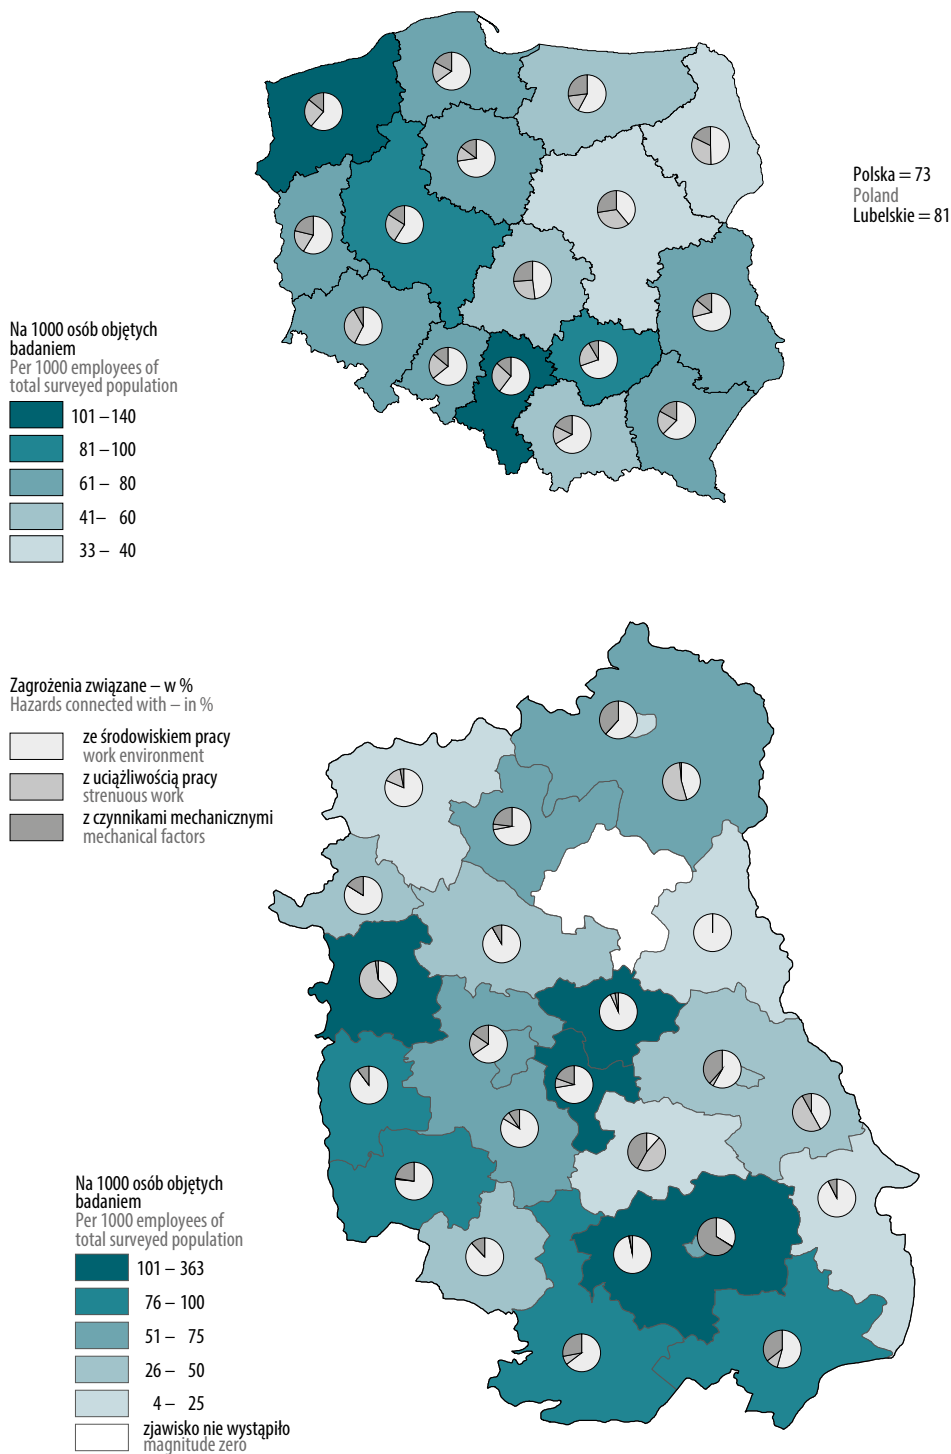 Polska = 73
Poland
Lubelskie = 81
Na 1000 osób objętych
badaniem
Per 1000 employees of
total surveyed population
101 – 140
81 – 100
61 – 80
41 – 60
33 – 40
Zagrożenia związane – w %
Hazards connected with – in %
ze środowiskiem pracy
work environment
z uciążliwością pracy
strenuous work
z czynnikami mechanicznymi
mechanical factors
Na 1000 osób objętych
badaniem
Per 1000 employees of
total surveyed population
101 – 363
76 – 100
51 – 75
26 – 50
4 – 25
zjawisko nie wystąpiło
magnitude zero